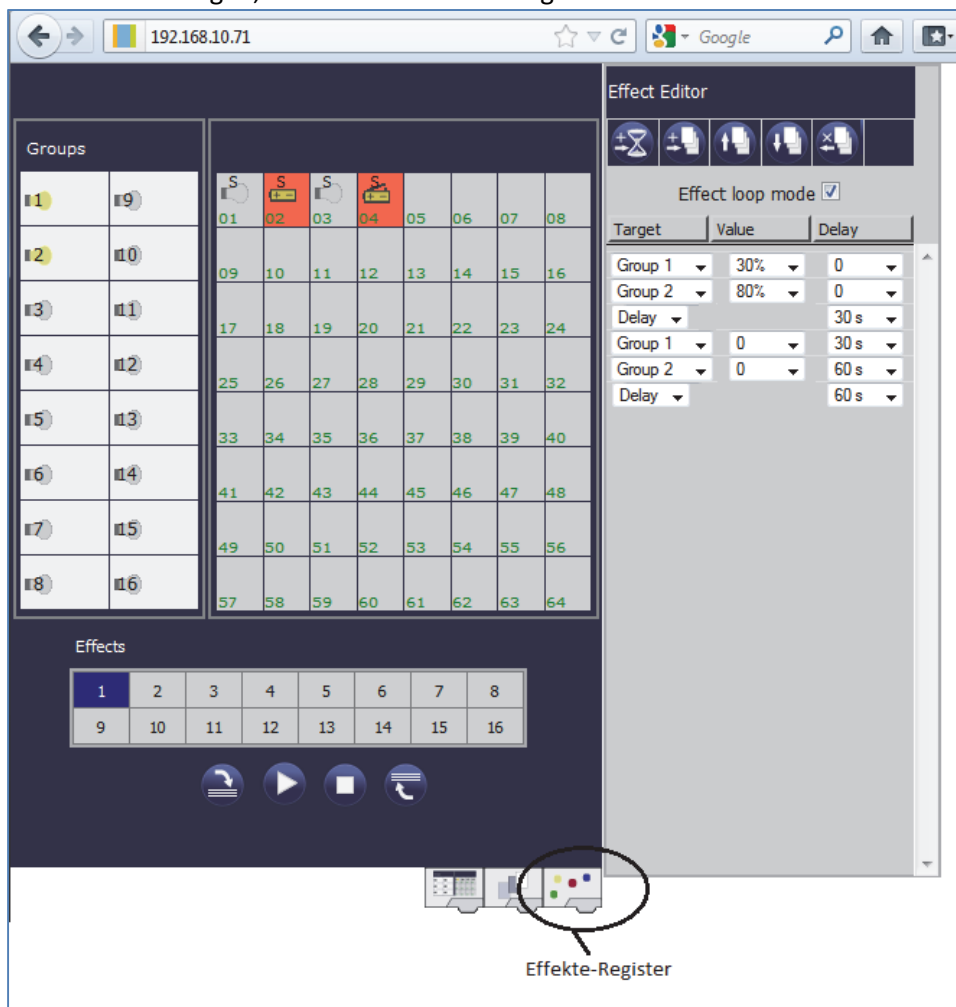 192.168.10.71
Google
Effect Editor
Groups
Effect loop mode
Target Value Delay
1 9
2 10
3 11
4 12
5 13
6 14
7 15
8 16
S S S S
01 02 03 04 05 06 07 08
09 10 11 12 13 14 15 16
17 18 19 20 21 22 23 24
25 26 27 28 29 30 31 32
33 34 35 36 37 38 39 40
41 42 43 44 45 46 47 48
49 50 51 52 53 54 55 56
57 58 59 60 61 62 63 64
Group 1 30% 0
Group 2 80% 0
Delay 30 s
Group 1 0 30 s
Group 2 0 60 s
Delay 60 s
Effects
1 2 3 4 5 6 7 8
9 10 11 12 13 14 15 16
Effekte-Register